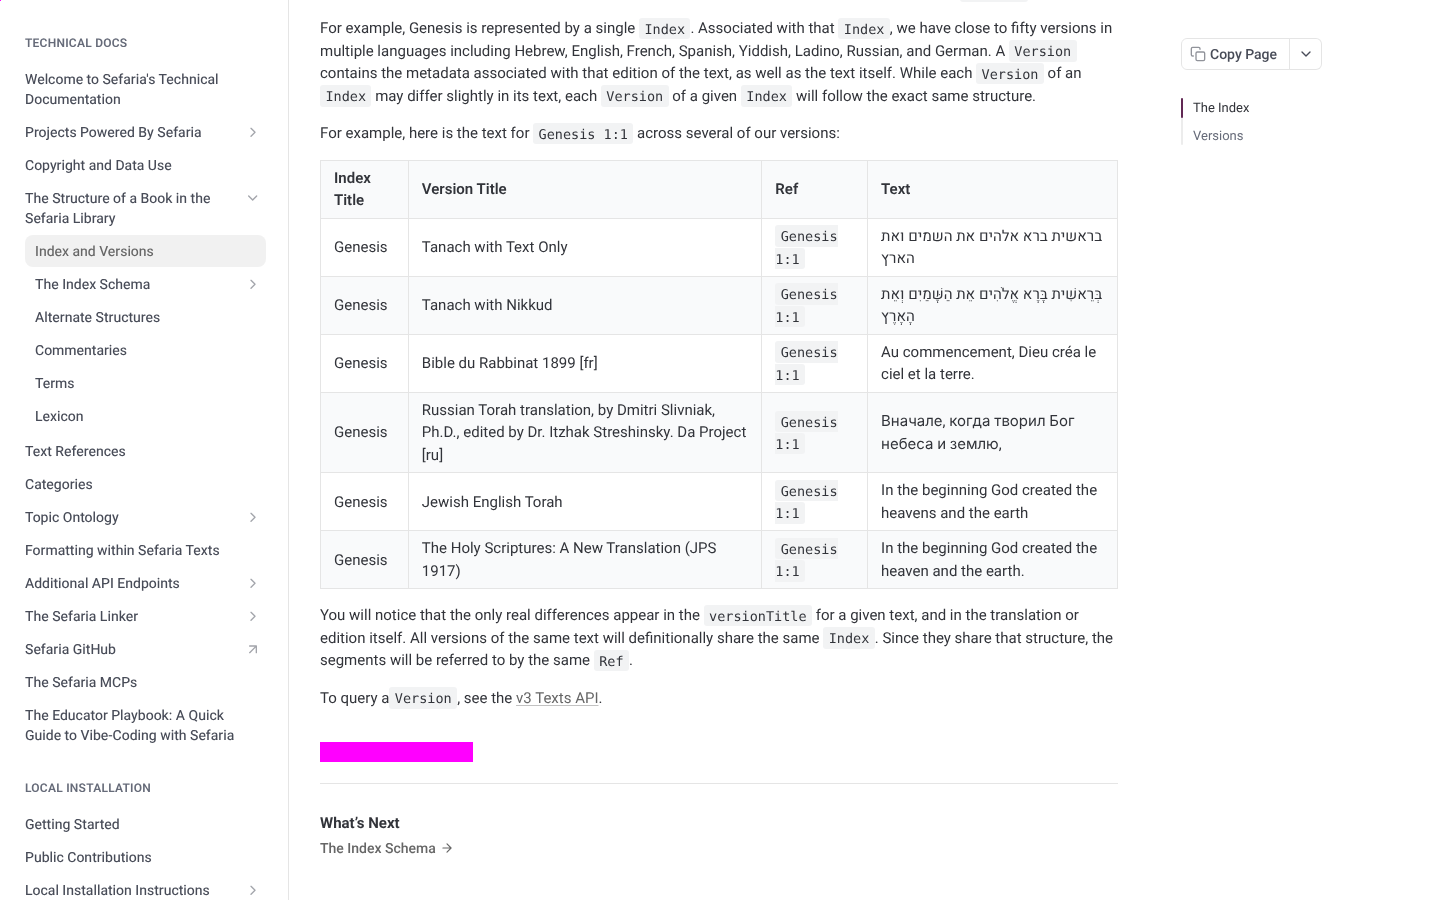 TECHNICAL DOCS
Welcome to Sefaria's Technical
Documentation
Projects Powered By Sefaria
Copyright and Data Use
The Structure of a Book in the
Sefaria Library
Index and Versions
The Index Schema
Alternate Structures
Commentaries
Terms
Lexicon
Text References
Categories
Topic Ontology
Formatting within Sefaria Texts
Additional API Endpoints
The Sefaria Linker
Sefaria GitHub
The Sefaria MCPs
The Educator Playbook: A Quick
Guide to Vibe-Coding with Sefaria
LOCAL INSTALLATION
Getting Started
Public Contributions
Local Installation Instructions
For example, Genesis is represented by a single Index. Associated with that Index, we have close to fifty versions in
multiple languages including Hebrew, English, French, Spanish, Yiddish, Ladino, Russian, and German. A Version
contains the metadata associated with that edition of the text, as well as the text itself. While each Version of an
Index may differ slightly in its text, each Version of a given Index will follow the exact same structure.
For example, here is the text for Genesis 1:1 across several of our versions:
Index
Title
Version Title
Ref
Text
Genesis
Tanach with Text Only
Genesis
1:1
בראשית ברא אלהים את השמים ואת
הארץ
Genesis
Tanach with Nikkud
Genesis
1:1
בְּרֵאשִׁית בָּרָא אֱלֹהִים אֵת הַשָּׁמַיִם וְאֵת
הָאָרֶץ
Genesis
Bible du Rabbinat 1899 [fr]
Genesis
1:1
Au commencement, Dieu créa le
ciel et la terre.
Genesis
Russian Torah translation, by Dmitri Slivniak,
Ph.D., edited by Dr. Itzhak Streshinsky. Da Project
[ru]
Genesis
1:1
Вначале, когда творил Бог
небеса и землю,
Genesis
Jewish English Torah
Genesis
1:1
In the beginning God created the
heavens and the earth
Genesis
The Holy Scriptures: A New Translation (JPS
1917)
Genesis
1:1
In the beginning God created the
heaven and the earth.
You will notice that the only real differences appear in the versionTitle for a given text, and in the translation or
edition itself. All versions of the same text will definitionally share the same Index. Since they share that structure, the
segments will be referred to by the same Ref.
To query a Version, see the v3 Texts API.
What’s Next
The Index Schema
Copy Page
The Index
Versions